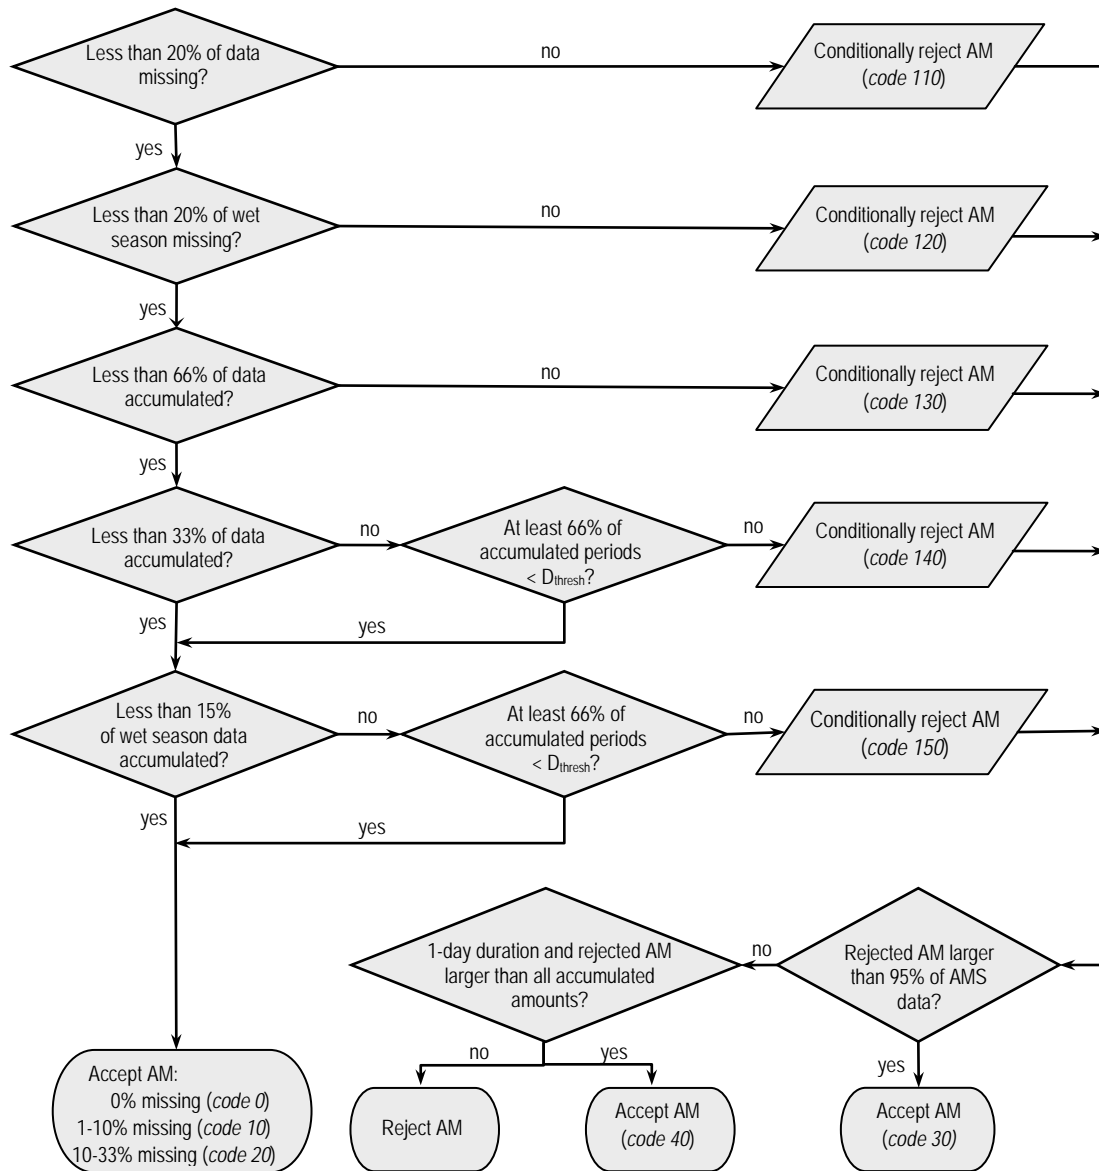 Less than 20% of data
missing?
no
Conditionally reject AM
(code 110)
yes
Less than 20% of wet
season missing?
no
Conditionally reject AM
(code 120)
yes
Less than 66% of data
accumulated?
no
Conditionally reject AM
(code 130)
yes
Less than 33% of data
accumulated?
no
At least 66% of
accumulated periods
< Dthresh?
no
Conditionally reject AM
(code 140)
yes
yes
Less than 15%
of wet season data
accumulated?
no
At least 66% of
accumulated periods
< Dthresh?
no
Conditionally reject AM
(code 150)
yes
yes
1-day duration and rejected AM
larger than all accumulated
amounts?
no
Rejected AM larger
than 95% of AMS
data?
no
yes
yes
Accept AM:
0% missing (code 0)
1-10% missing (code 10)
10-33% missing (code 20)
Reject AM
Accept AM
(code 40)
Accept AM
(code 30)